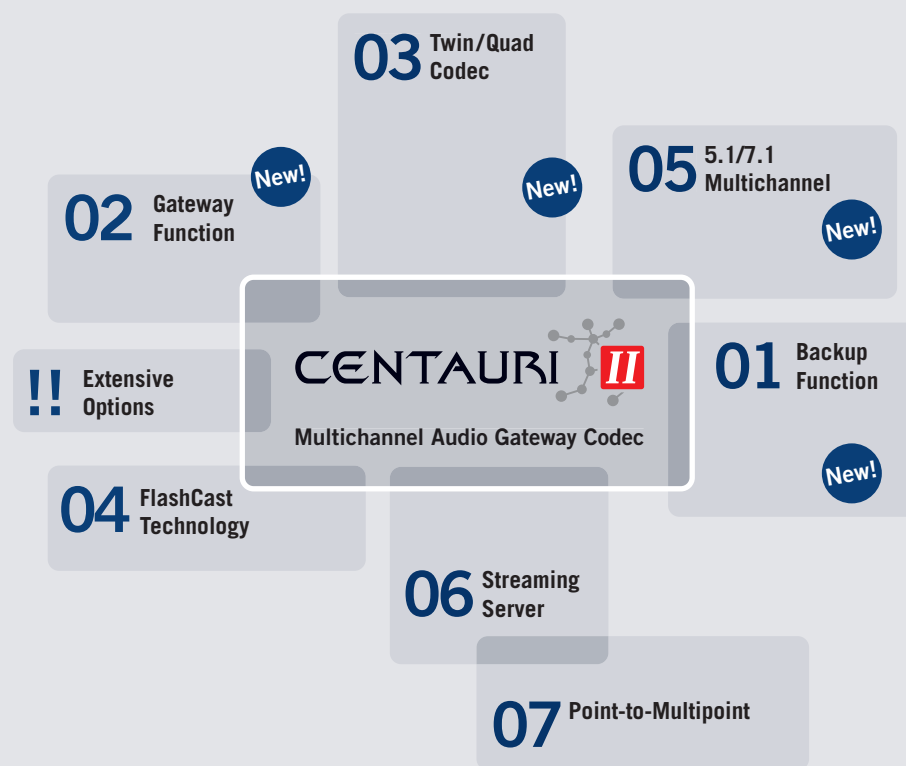 03 Twin/Quad
Codec
New!
05 5.1/7.1
Multichannel
New!
02 Gateway
Function
New!
CENTAURI II
Multichannel Audio Gateway Codec
01 Backup
Function
New!
!! Extensive
Options
04 FlashCast
Technology
06 Streaming
Server
07 Point-to-Multipoint